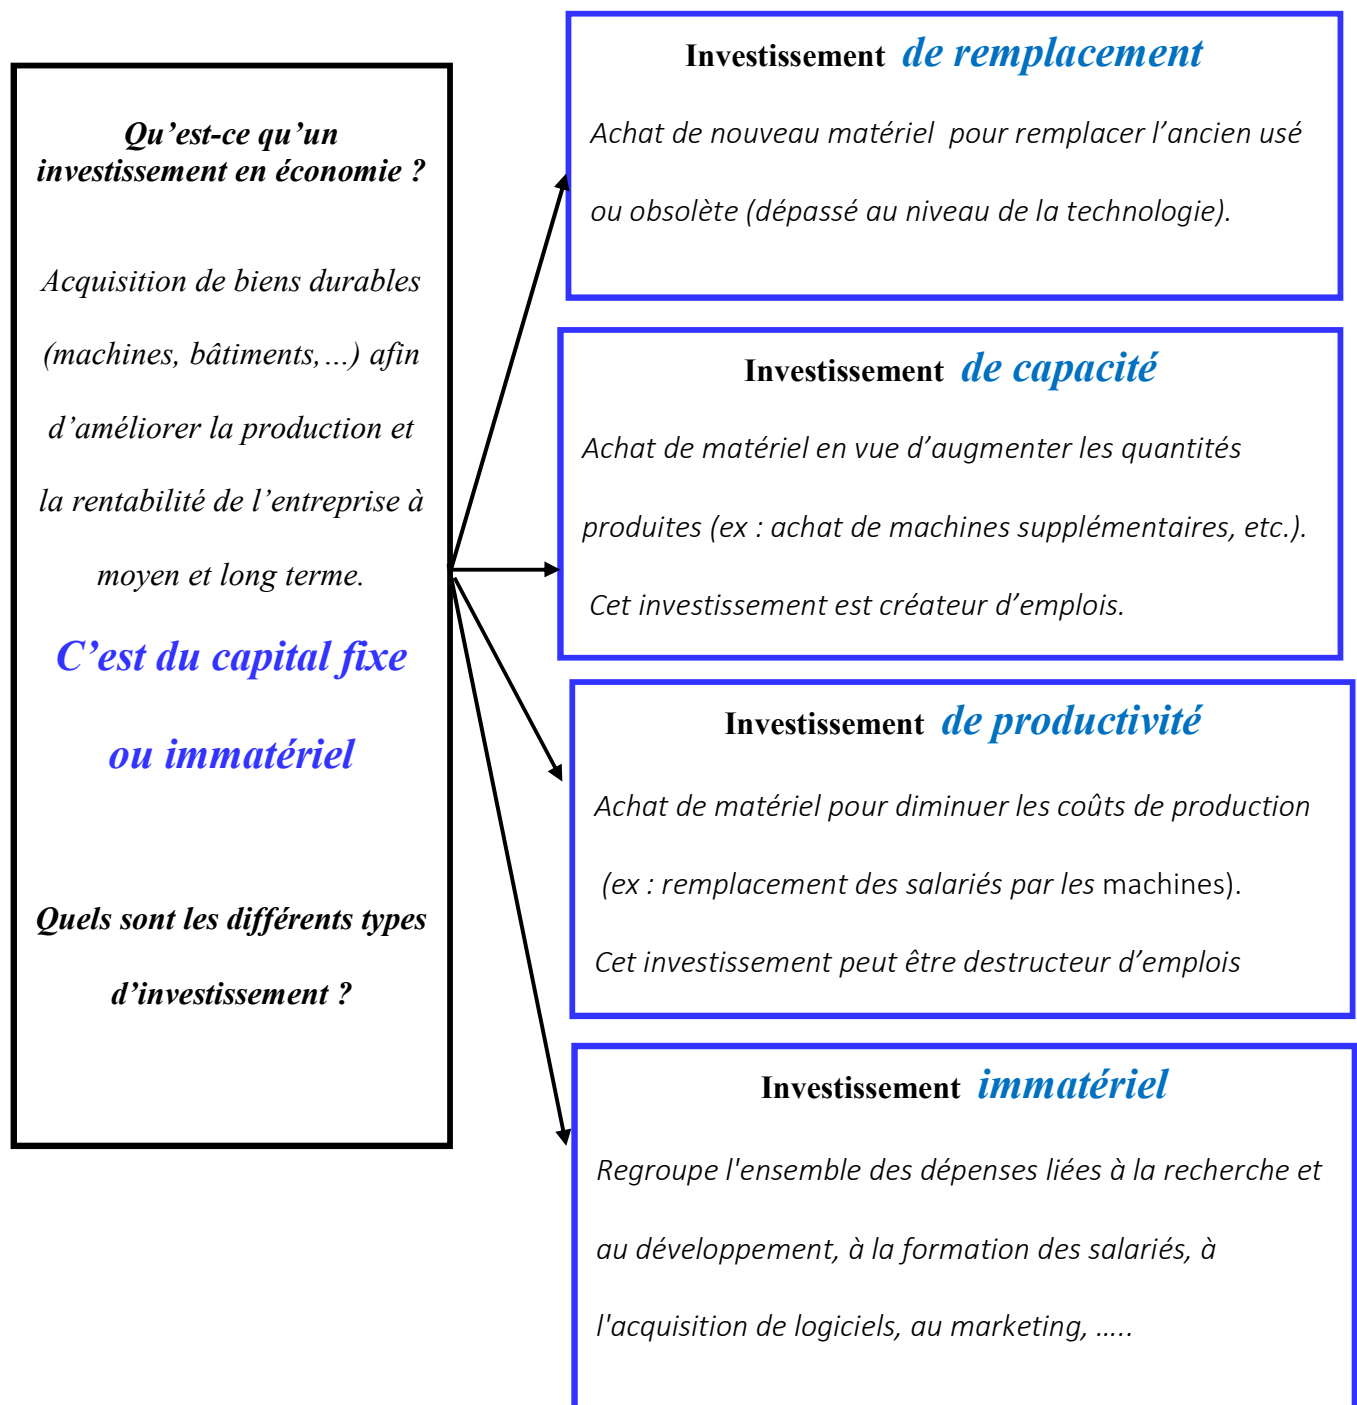 Qu’est-ce qu’un
investissement en économie ?
Acquisition de biens durables
(machines, bâtiments,…) afin
d’améliorer la production et
la rentabilité de l’entreprise à
moyen et long terme.
C’est du capital fixe
ou immatériel
Quels sont les différents types
d’investissement ?
Investissement de remplacement
Achat de nouveau matériel pour remplacer l’ancien usé
ou obsolète (dépassé au niveau de la technologie).
Investissement de capacité
Achat de matériel en vue d’augmenter les quantités
produites (ex : achat de machines supplémentaires, etc.).
Cet investissement est créateur d’emplois.
Investissement de productivité
Achat de matériel pour diminuer les coûts de production
(ex : remplacement des salariés par les machines).
Cet investissement peut être destructeur d’emplois
Investissement immatériel
Regroupe l'ensemble des dépenses liées à la recherche et
au développement, à la formation des salariés, à
l'acquisition de logiciels, au marketing, …..